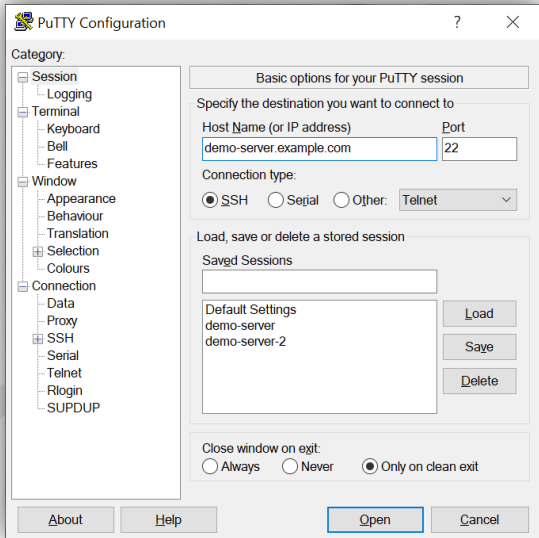 PuTTY Configuration
?
Category:
Session
Logging
Terminal
Keyboard
Bell
Features
Window
Appearance
Behaviour
Translation
Selection
Colours
Connection
Data
Proxy
SSH
Serial
Telnet
Rlogin
SUPDUP
Basic options for your PuTTY session
Specify the destination you want to connect to
Host Name (or IP address) Port
demo-server.example.com 22
Connection type:
SSH Serial Other: Telnet
Load, save or delete a stored session
Saved Sessions
Default Settings
demo-server
demo-server-2
Load
Save
Delete
Close window on exit:
Always Never Only on clean exit
About Help Open Cancel